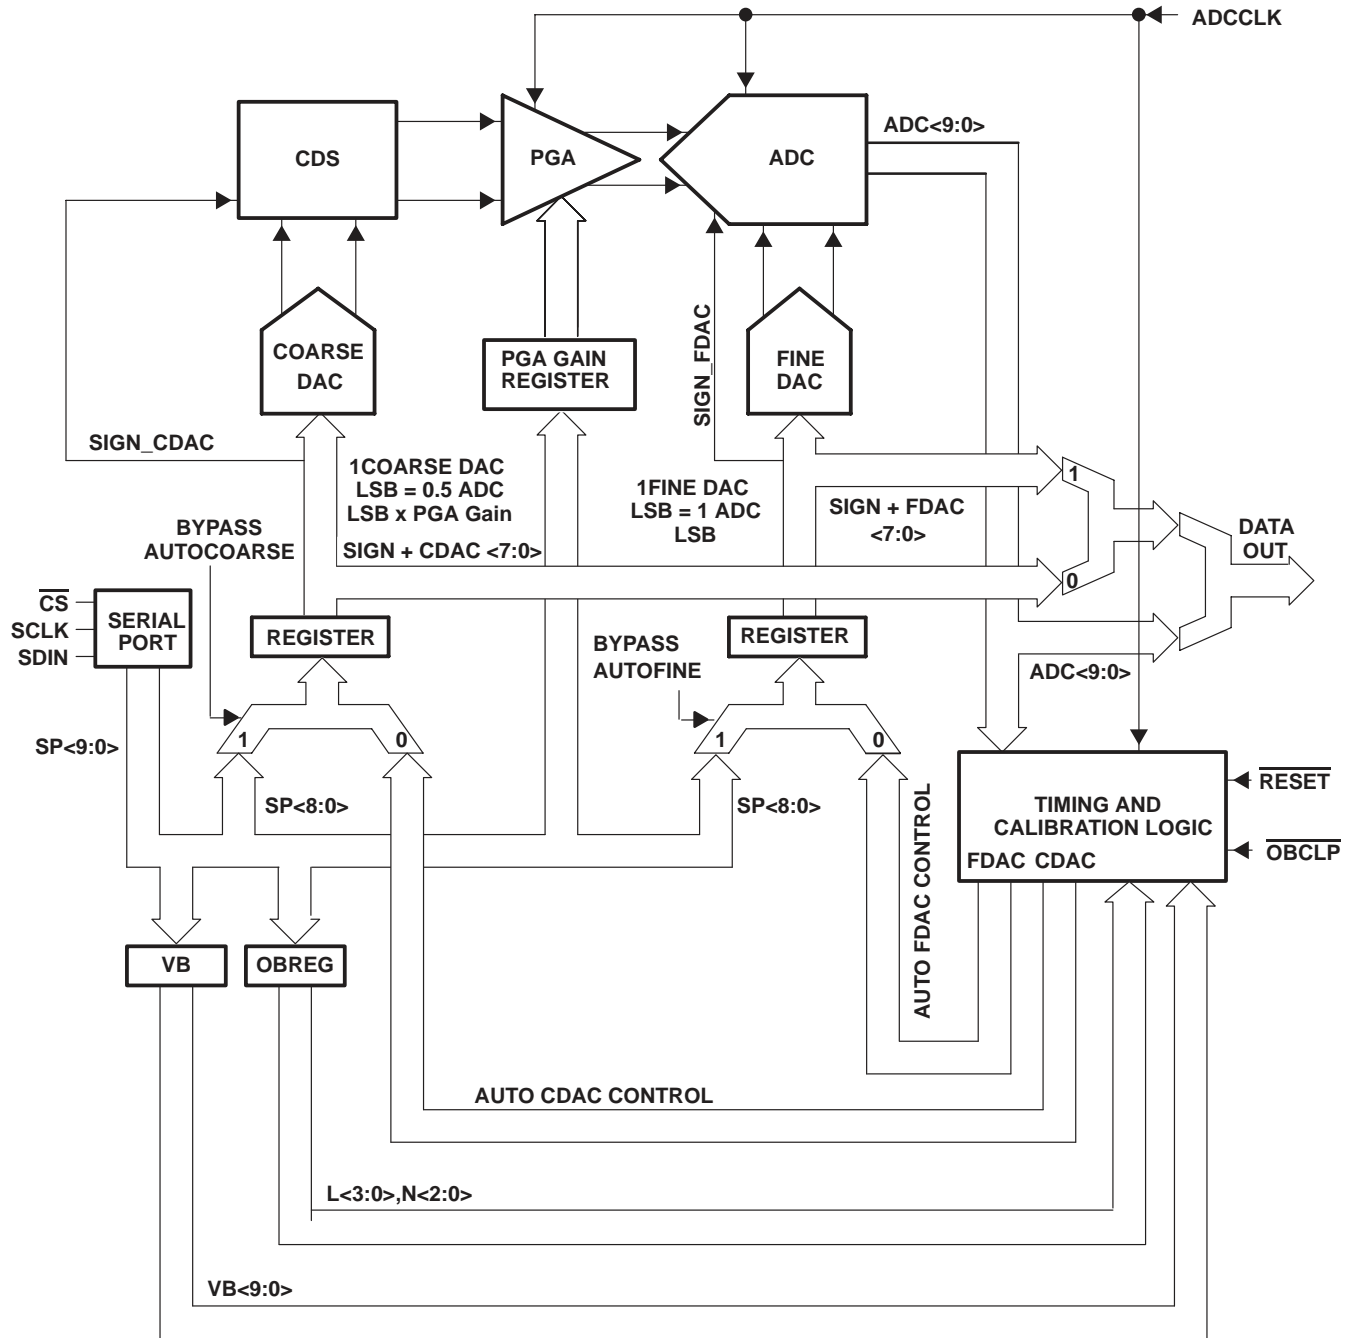 ADCCLK
ADC<9:0>
CDS
PGA
ADC
COARSE
DAC
PGA GAIN
REGISTER
SIGN_FDAC
FINE
DAC
SIGN_CDAC
1COARSE DAC
LSB = 0.5 ADC
LSB x PGA Gain
1FINE DAC
LSB = 1 ADC
LSB
SIGN + FDAC
<7:0>
1
0
DATA
OUT
BYPASS
AUTOCOARSE
SIGN + CDAC <7:0>
CS
SCLK
SDIN
SERIAL
PORT
REGISTER
REGISTER
BYPASS
AUTOFINE
ADC<9:0>
SP<9:0>
1
0
1
0
SP<8:0>
SP<8:0>
AUTO FDAC CONTROL
TIMING AND
CALIBRATION LOGIC
FDAC CDAC
RESET
OBCLP
VB
OBREG
AUTO CDAC CONTROL
L<3:0>,N<2:0>
VB<9:0>